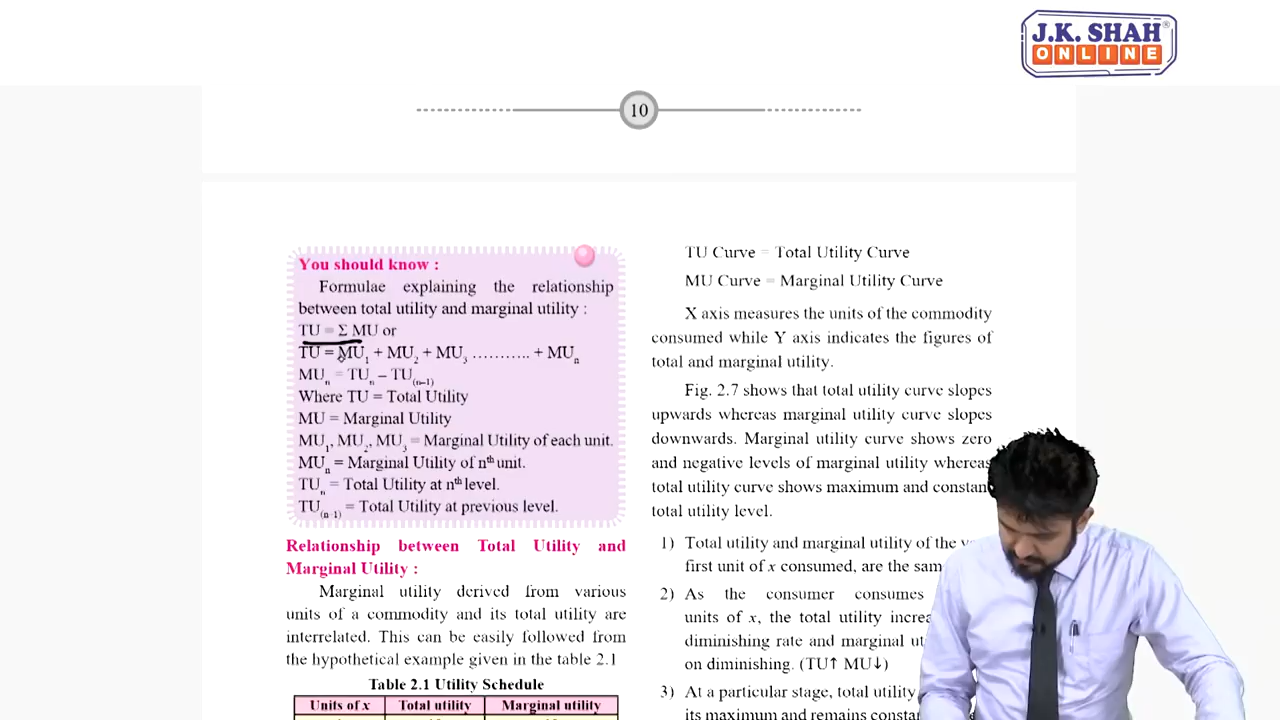 J.K. SHAH®
ONLINE
10
You should know :
Formulae explaining the relationship
between total utility and marginal utility :
TU = Σ MU or
TU = MU₁ + MU₂ + MU₃ ………. + MUₙ
MUₙ = TUₙ – TU₍ₙ₋₁₎
Where TU = Total Utility
MU = Marginal Utility
MU₁, MU₂, MU₃ = Marginal Utility of each unit.
MUₙ = Marginal Utility of nᵗʰ unit.
TUₙ = Total Utility at nᵗʰ level.
TU₍ₙ₋₁₎ = Total Utility at previous level.
Relationship between Total Utility and
Marginal Utility :
Marginal utility derived from various
units of a commodity and its total utility are
interrelated. This can be easily followed from
the hypothetical example given in the table 2.1
Table 2.1 Utility Schedule
Units of x Total utility Marginal utility
TU Curve = Total Utility Curve
MU Curve = Marginal Utility Curve
X axis measures the units of the commodity
consumed while Y axis indicates the figures of
total and marginal utility.
Fig. 2.7 shows that total utility curve slopes
upwards whereas marginal utility curve slopes
downwards. Marginal utility curve shows zero
and negative levels of marginal utility whereas
total utility curve shows maximum and constan
total utility level.
1) Total utility and marginal utility of the
first unit of x consumed, are the sam
2) As the consumer consumes
units of x, the total utility increa
diminishing rate and marginal ut
on diminishing. (TU↑ MU↓)
3) At a particular stage, total utility
its maximum and remains constan